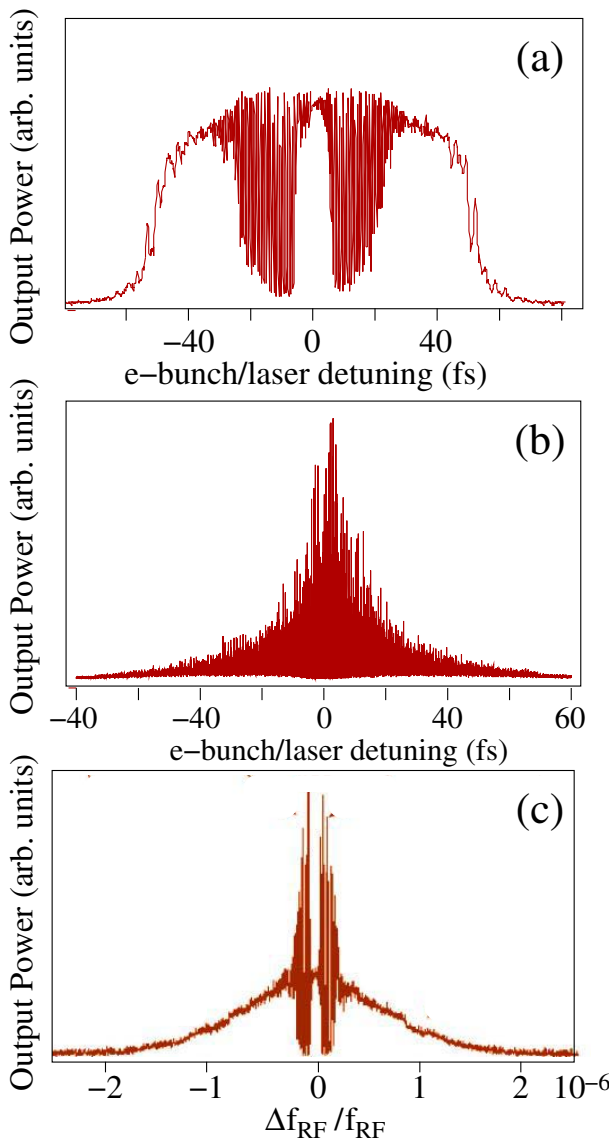 (a)
Output Power (arb. units)
−40 0 40
e−bunch/laser detuning (fs)
(b)
Output Power (arb. units)
−40 −40 0 40 60
e−bunch/laser detuning (fs)
(c)
Output Power (arb. units)
−2 −1 0 1 2 10⁻⁶
Δf_RF /f_RF